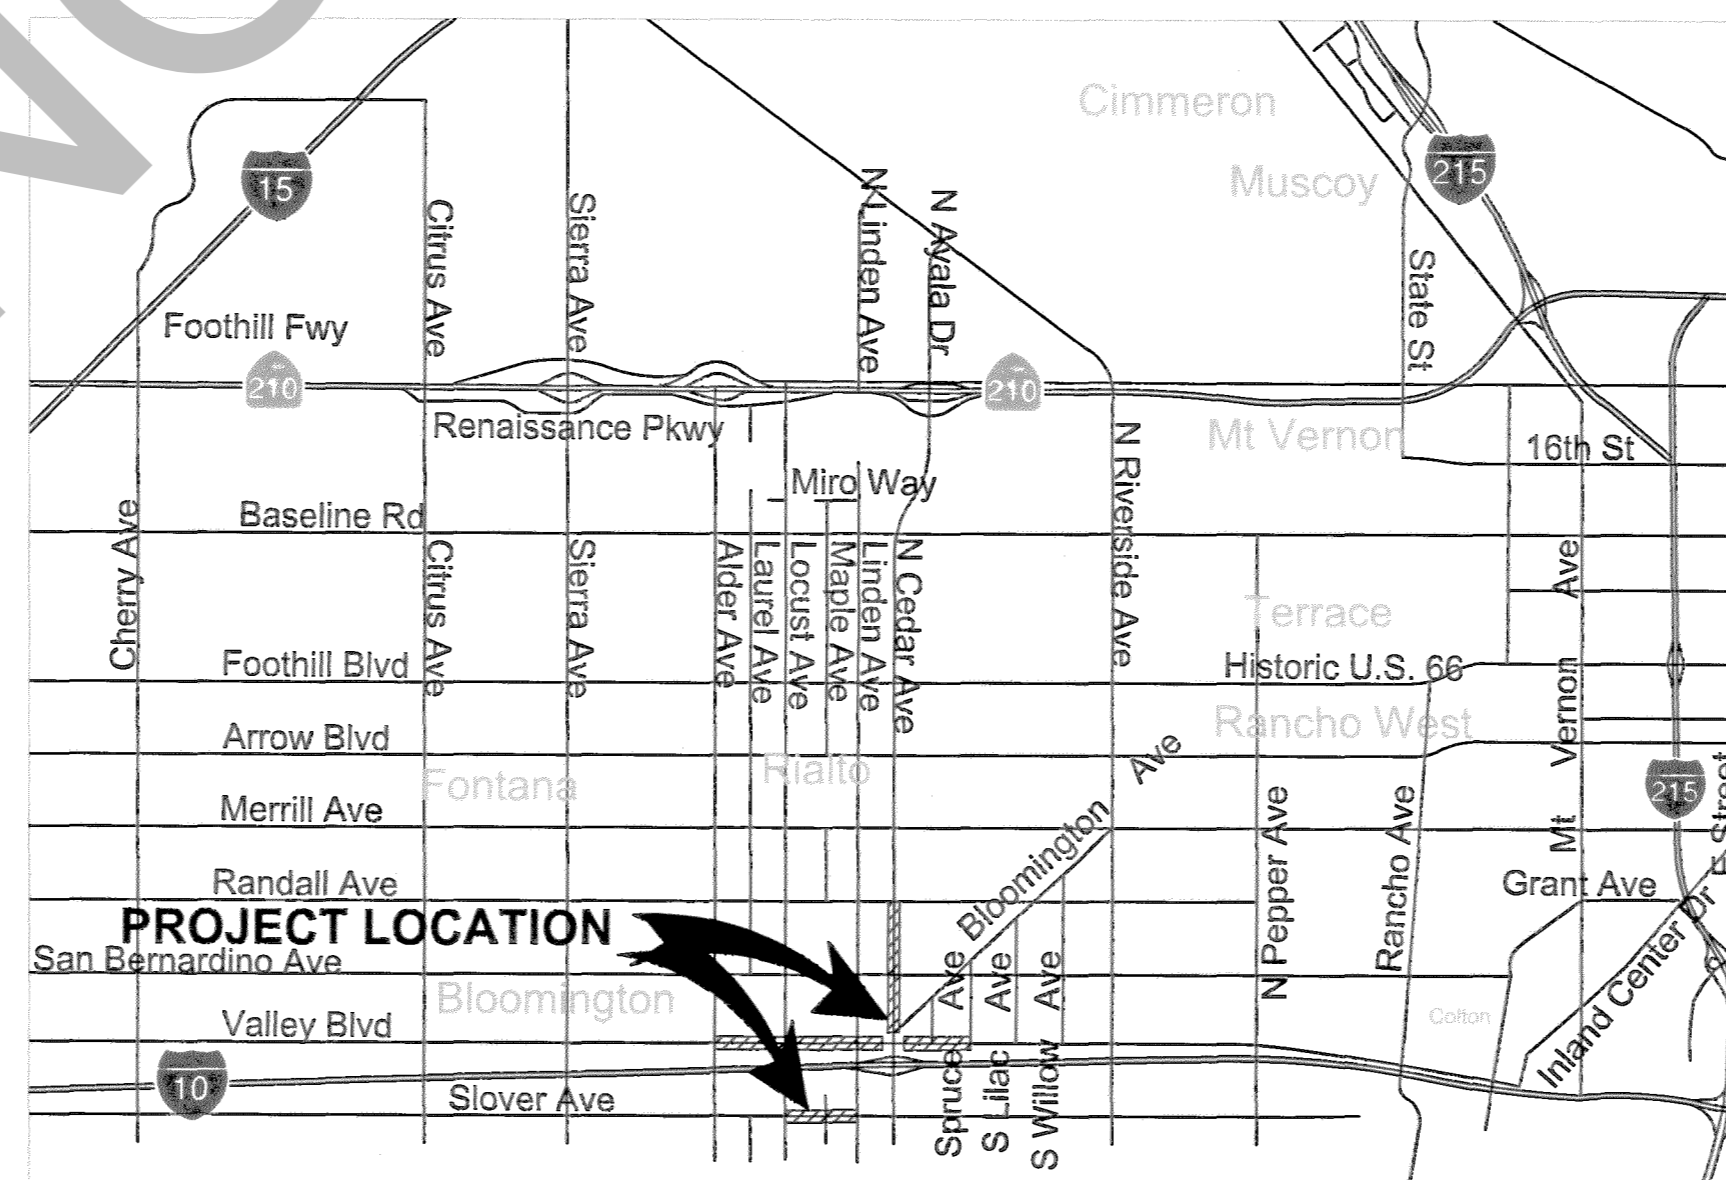 Cimmeron
Muscoy
15
215
N Linden Ave
N Ayala Dr
Citrus Ave
Sierra Ave
State St
Foothill Fwy
210
210
Renaissance Pkwy
Mt Vernon
16th St
N Riverside Ave
Miro Way
Baseline Rd
Cherry Ave
Citrus Ave
Sierra Ave
Alder Ave
Laurel Ave
Locust Ave
Maple Ave
Linden Ave
N Cedar Ave
Terrace
Mt Vernon Ave
Foothill Blvd
Historic U.S. 66
Rancho West
Arrow Blvd
Fontana
Rialto
215
Merrill Ave
Bloomington Ave
N Pepper Ave
Rancho Ave
Randall Ave
Grant Ave
PROJECT LOCATION
San Bernardino Ave
Bloomington
Spruce Ave
S Lilac Ave
S Willow Ave
Inland Center Dr
Colton
Valley Blvd
10
Slover Ave